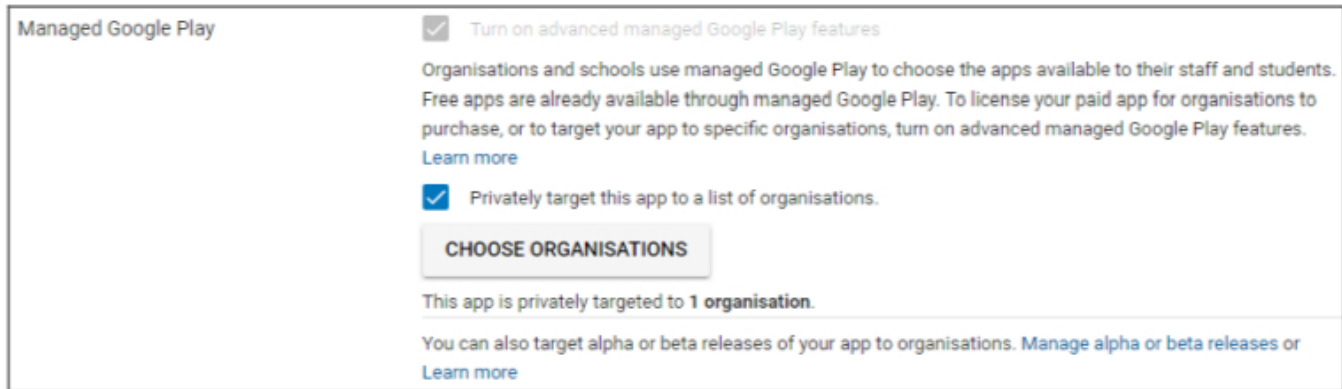 Managed Google Play
Turn on advanced managed Google Play features
Organisations and schools use managed Google Play to choose the apps available to their staff and students.
Free apps are already available through managed Google Play. To license your paid app for organisations to
purchase, or to target your app to specific organisations, turn on advanced managed Google Play features.
Learn more
Privately target this app to a list of organisations.
CHOOSE ORGANISATIONS
This app is privately targeted to 1 organisation.
You can also target alpha or beta releases of your app to organisations. Manage alpha or beta releases or
Learn more